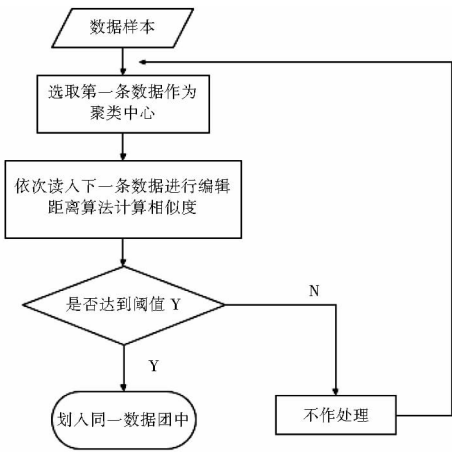 数据样本
选取第一条数据作为
聚类中心
依次读入下一条数据进行编辑
距离算法计算相似度
是否达到阈值 Y
N
Y
划入同一数据团中
不作处理